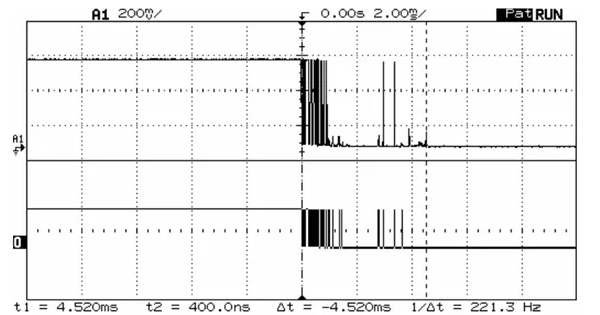 A1 200mV/ 0.00s 2.00ms/ Pat RUN
A1
0
t1 = 4.520ms t2 = 400.0ns Δt = -4.520ms 1/Δt = 221.3 Hz